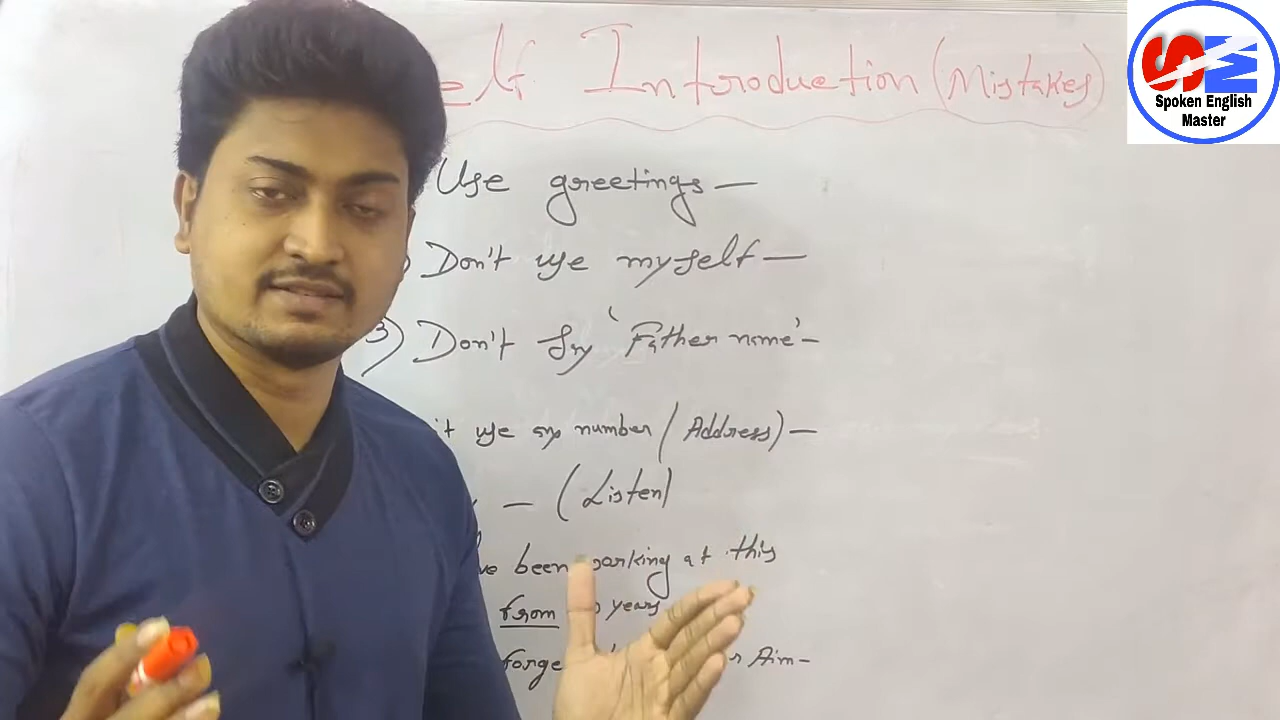 elf Introduction (Mistakes)
Spoken English
Master
Use greetings —
Don't use myself —
3) Don't say 'Father name' —
't use number / (Address) —
— (Listen)
ve been working at this
from years
forge Aim -